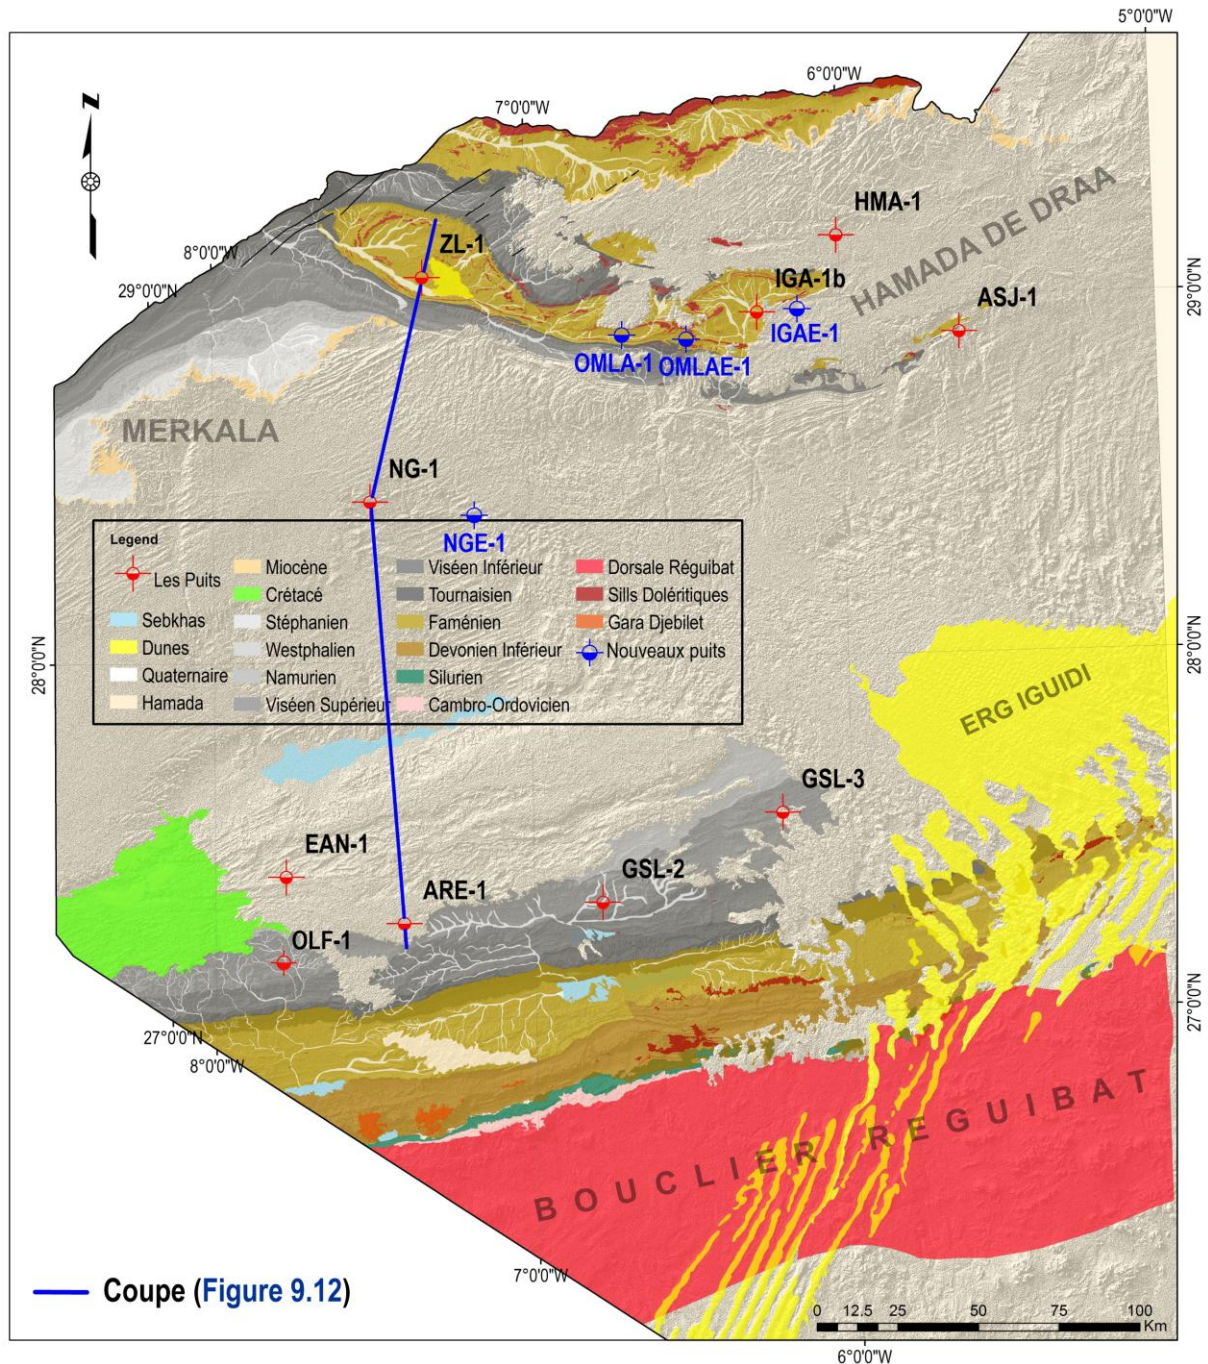 5°0'0"W
6°0'0"W
7°0'0"W
N
HMA-1
HAMADA DE DRAA
ZL-1
8°0'0"W
29°0'0"N
IGA-1b
29°0'0"N
ASJ-1
IGAE-1
OMLA-1
OMLAE-1
MERKALA
NG-1
NGE-1
Legend
Les Puits
Sebkhas
Dunes
Quaternaire
Hamada
Miocène
Crétacé
Stéphanien
Westphalien
Namurien
Viséen Supérieur
Viséen Inférieur
Tournaisien
Faménien
Devonien Inférieur
Silurien
Cambro-Ordovicien
Dorsale Réguibat
Sills Doléritiques
Gara Djebilet
Nouveaux puits
28°0'0"N
28°0'0"N
ERG IGUIDI
GSL-3
EAN-1
GSL-2
ARE-1
OLF-1
27°0'0"N
27°0'0"N
8°0'0"W
BOUCLIER REGUIBAT
7°0'0"W
Coupe (Figure 9.12)
0 12.5 25 50 75 100
Km
6°0'0"W